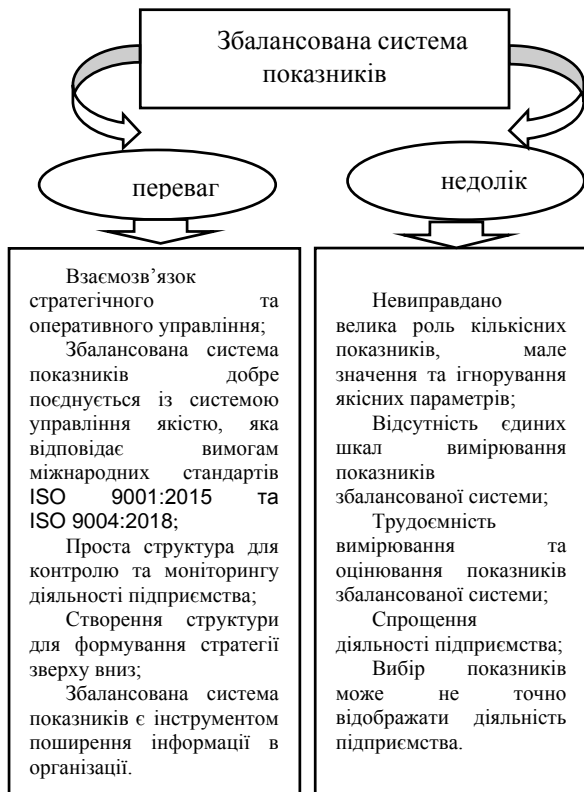 Збалансована система
показників
переваг
недолік
Взаємозв’язок
стратегічного та
оперативного управління;
Збалансована система
показників добре
поєднується із системою
управління якістю, яка
відповідає вимогам
міжнародних стандартів
ISO 9001:2015 та
ISO 9004:2018;
Проста структура для
контролю та моніторингу
діяльності підприємства;
Створення структури
для формування стратегії
зверху вниз;
Збалансована система
показників є інструментом
поширення інформації в
організації.
Невиправдано
велика роль кількісних
показників, мале
значення та ігнорування
якісних параметрів;
Відсутність єдиних
шкал вимірювання
показників
збалансованої системи;
Трудоємність
вимірювання та
оцінювання показників
збалансованої системи;
Спрощення
діяльності підприємства;
Вибір показників
може не точно
відображати діяльність
підприємства.